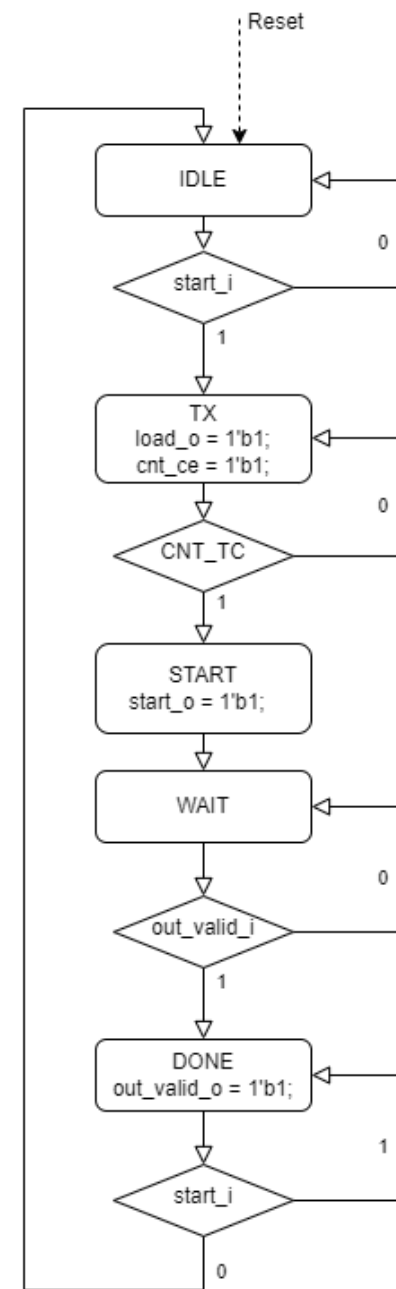 Reset
IDLE
0
start_i
1
TX
load_o = 1'b1;
cnt_ce = 1'b1;
0
CNT_TC
1
START
start_o = 1'b1;
WAIT
0
out_valid_i
1
DONE
out_valid_o = 1'b1;
1
start_i
0